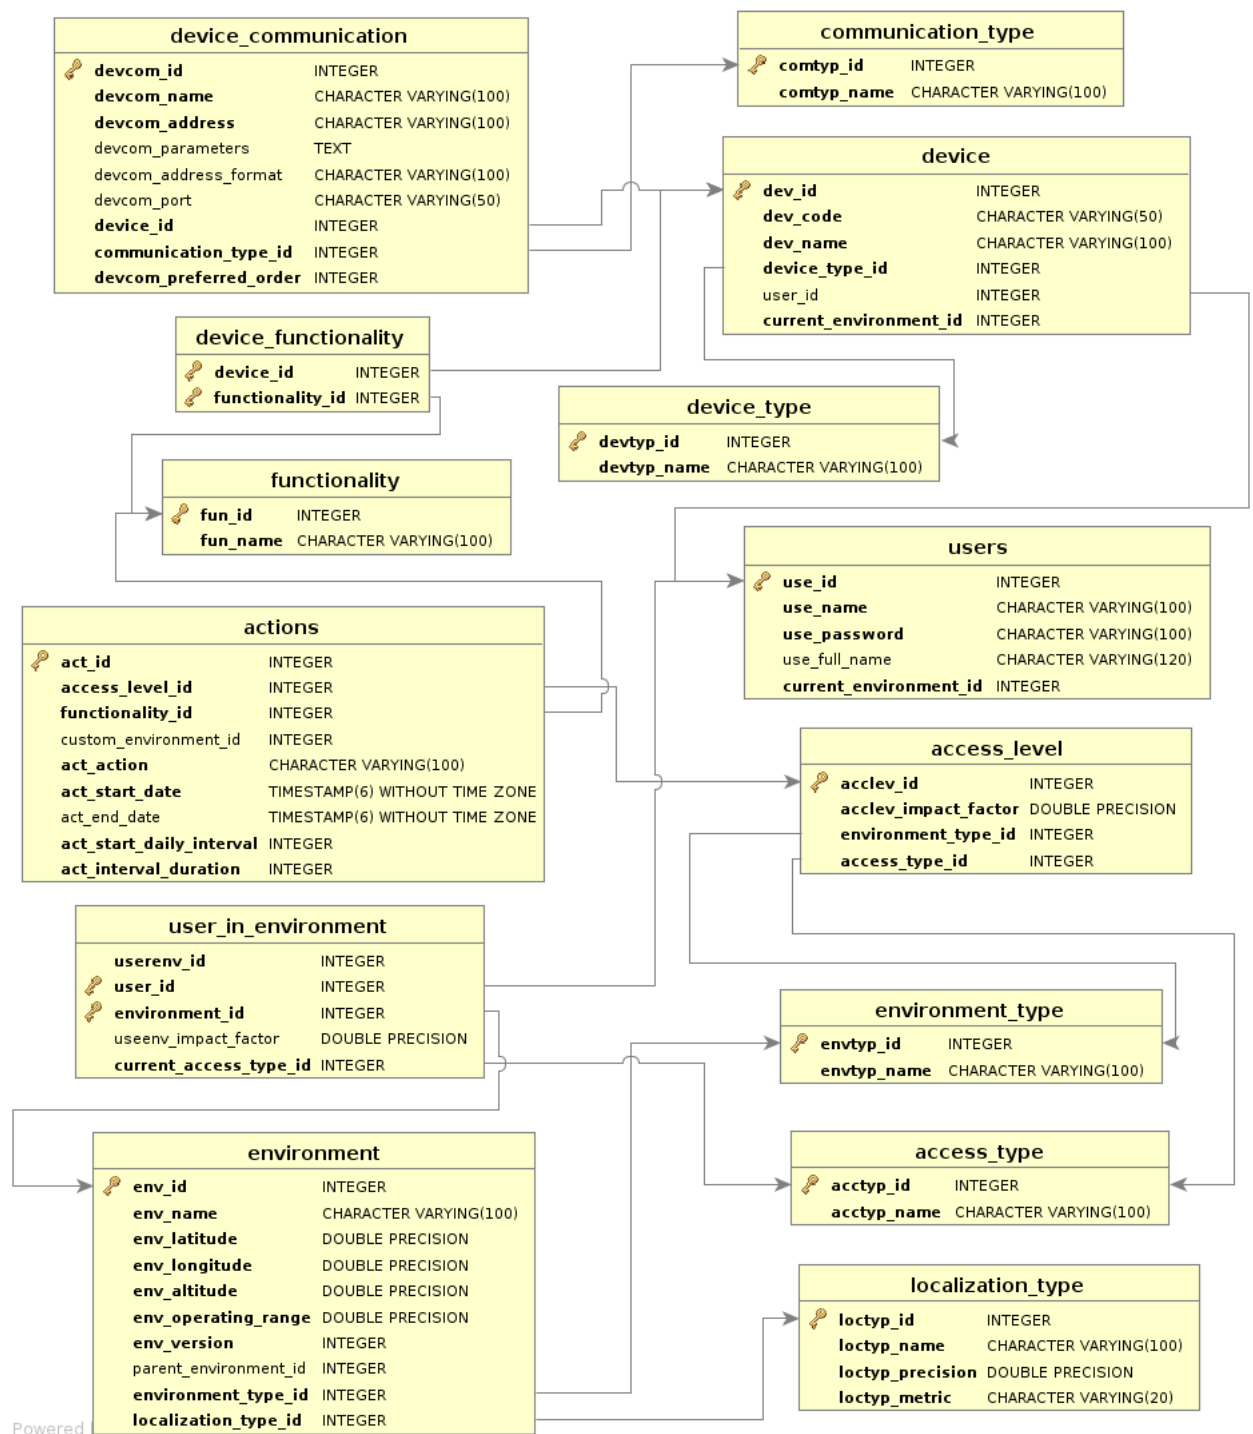 device_communication
devcom_id INTEGER
devcom_name CHARACTER VARYING(100)
devcom_address CHARACTER VARYING(100)
devcom_parameters TEXT
devcom_address_format CHARACTER VARYING(100)
devcom_port CHARACTER VARYING(50)
device_id INTEGER
communication_type_id INTEGER
devcom_preferred_order INTEGER
communication_type
comtyp_id INTEGER
comtyp_name CHARACTER VARYING(100)
device
dev_id INTEGER
dev_code CHARACTER VARYING(50)
dev_name CHARACTER VARYING(100)
device_type_id INTEGER
user_id INTEGER
current_environment_id INTEGER
device_functionality
device_id INTEGER
functionality_id INTEGER
device_type
devtyp_id INTEGER
devtyp_name CHARACTER VARYING(100)
functionality
fun_id INTEGER
fun_name CHARACTER VARYING(100)
users
use_id INTEGER
use_name CHARACTER VARYING(100)
use_password CHARACTER VARYING(100)
use_full_name CHARACTER VARYING(120)
current_environment_id INTEGER
actions
act_id INTEGER
access_level_id INTEGER
functionality_id INTEGER
custom_environment_id INTEGER
act_action CHARACTER VARYING(100)
act_start_date TIMESTAMP(6) WITHOUT TIME ZONE
act_end_date TIMESTAMP(6) WITHOUT TIME ZONE
act_start_daily_interval INTEGER
act_interval_duration INTEGER
access_level
acclev_id INTEGER
acclev_impact_factor DOUBLE PRECISION
environment_type_id INTEGER
access_type_id INTEGER
user_in_environment
userenv_id INTEGER
user_id INTEGER
environment_id INTEGER
useenv_impact_factor DOUBLE PRECISION
current_access_type_id INTEGER
environment_type
envtyp_id INTEGER
envtyp_name CHARACTER VARYING(100)
environment
env_id INTEGER
env_name CHARACTER VARYING(100)
env_latitude DOUBLE PRECISION
env_longitude DOUBLE PRECISION
env_altitude DOUBLE PRECISION
env_operating_range DOUBLE PRECISION
env_version INTEGER
parent_environment_id INTEGER
environment_type_id INTEGER
localization_type_id INTEGER
access_type
acctyp_id INTEGER
acctyp_name CHARACTER VARYING(100)
localization_type
loctyp_id INTEGER
loctyp_name CHARACTER VARYING(100)
loctyp_precision DOUBLE PRECISION
loctyp_metric CHARACTER VARYING(20)
Powered